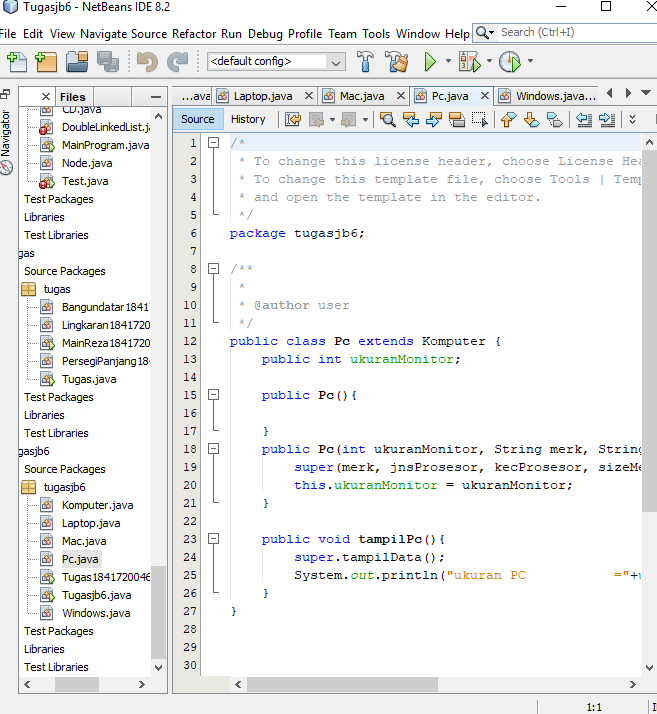 Tugasjb6 - NetBeans IDE 8.2
File Edit View Navigate Source Refactor Run Debug Profile Team Tools Window Help
Search (Ctrl+I)
<default config>
Files
...ava Laptop.java Mac.java Pc.java Windows.java...
Source History
Navigator
CD.java
DoubleLinkedList.ja
MainProgram.java
Node.java
Test.java
Test Packages
Libraries
Test Libraries
gas
Source Packages
tugas
Bangundatar1841
Lingkaran1841720
MainReza1841720
PersegiPanjang18
Tugas.java
Test Packages
Libraries
Test Libraries
gasjb6
Source Packages
tugasjb6
Komputer.java
Laptop.java
Mac.java
Pc.java
Tugas1841720046
Tugasjb6.java
Windows.java
Test Packages
Libraries
Test Libraries
1 /*
2 * To change this license header, choose License Hea
3 * To change this template file, choose Tools | Temp
4 * and open the template in the editor.
5 */
6 package tugasjb6;
7
8 /**
9 *
10 * @author user
11 */
12 public class Pc extends Komputer {
13 public int ukuranMonitor;
14
15 public Pc(){
16
17 }
18 public Pc(int ukuranMonitor, String merk, String
19 super(merk, jnsProsesor, kecProsesor, sizeMe
20 this.ukuranMonitor = ukuranMonitor;
21 }
22
23 public void tampilPc(){
24 super.tampilData();
25 System.out.println("ukuran PC ="+u
26 }
27 }
28
29
30
1:1